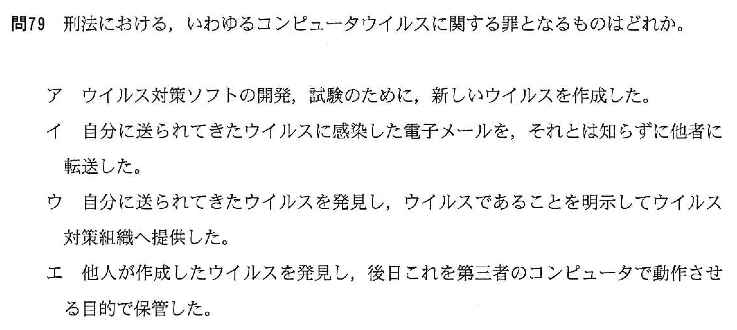 問79 刑法における，いわゆるコンピュータウイルスに関する罪となるものはどれか。
ア ウイルス対策ソフトの開発，試験のために，新しいウイルスを作成した。
イ 自分に送られてきたウイルスに感染した電子メールを，それとは知らずに他者に
転送した。
ウ 自分に送られてきたウイルスを発見し，ウイルスであることを明示してウイルス
対策組織へ提供した。
エ 他人が作成したウイルスを発見し，後日これを第三者のコンピュータで動作させ
る目的で保管した。